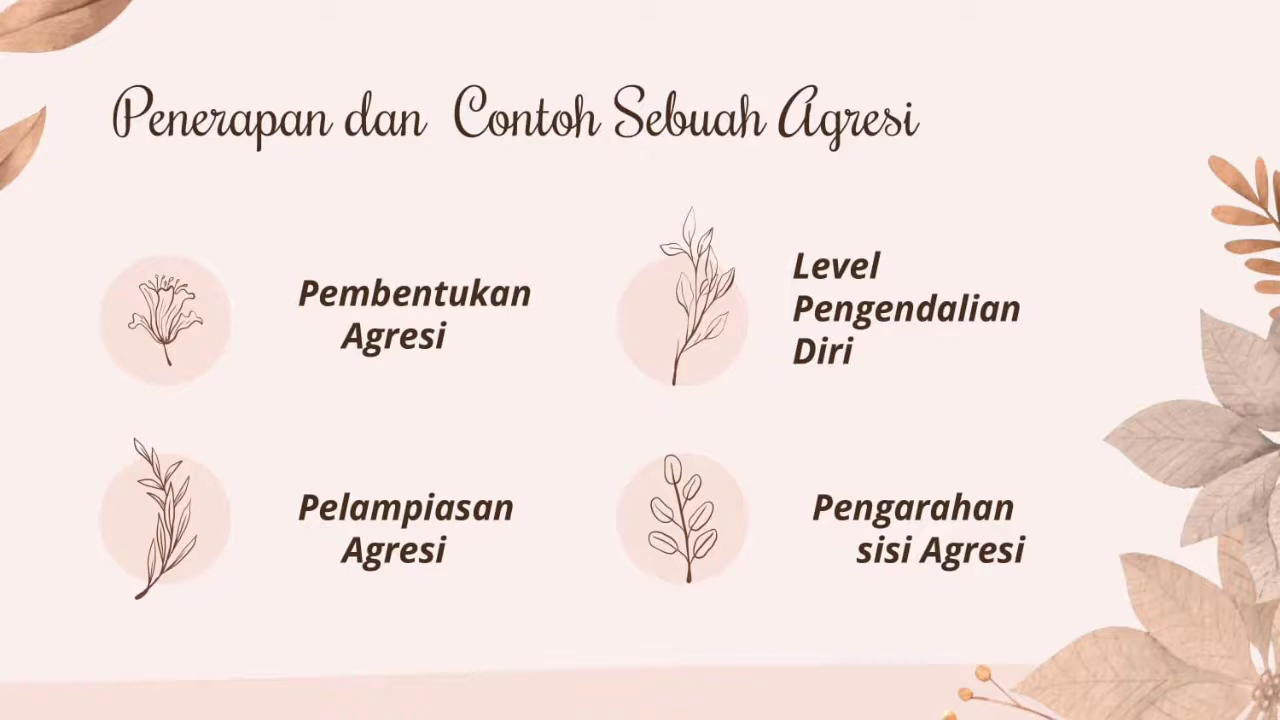 Penerapan dan Contoh Sebuah Agresi
Pembentukan
Agresi
Level
Pengendalian
Diri
Pelampiasan
Agresi
Pengarahan
sisi Agresi